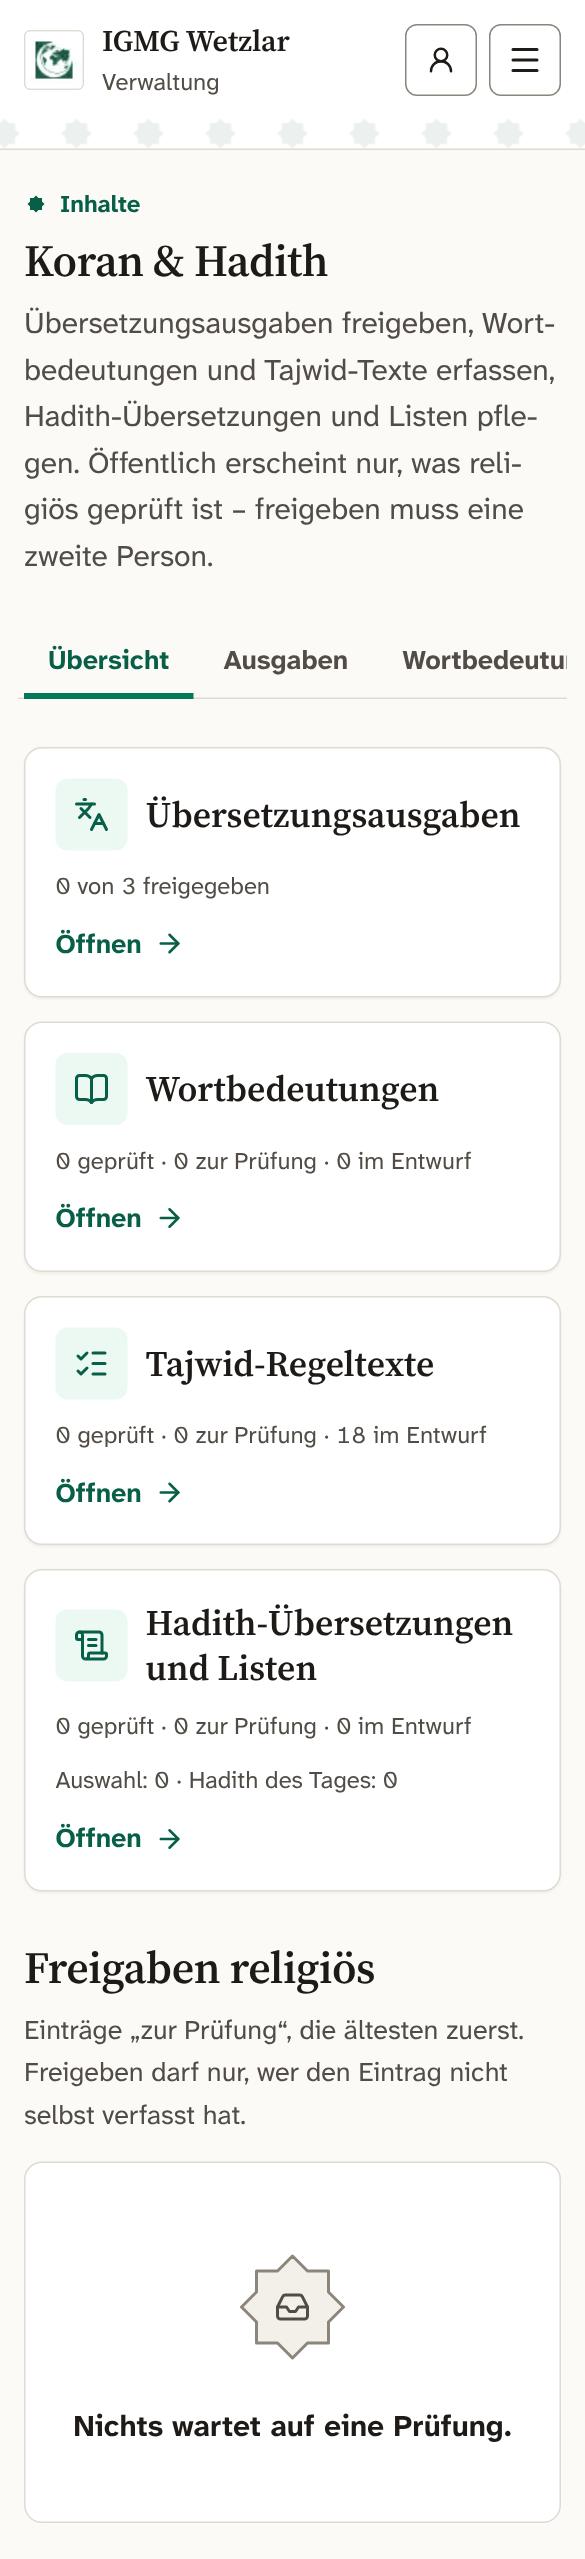 IGMG Wetzlar
Verwaltung
Inhalte
Koran & Hadith
Übersetzungsausgaben freigeben, Wort-
bedeutungen und Tajwid-Texte erfassen,
Hadith-Übersetzungen und Listen pfle-
gen. Öffentlich erscheint nur, was reli-
giös geprüft ist – freigeben muss eine
zweite Person.
Übersicht Ausgaben Wortbedeutu
Übersetzungsausgaben
0 von 3 freigegeben
Öffnen →
Wortbedeutungen
0 geprüft · 0 zur Prüfung · 0 im Entwurf
Öffnen →
Tajwid-Regeltexte
0 geprüft · 0 zur Prüfung · 18 im Entwurf
Öffnen →
Hadith-Übersetzungen
und Listen
0 geprüft · 0 zur Prüfung · 0 im Entwurf
Auswahl: 0 · Hadith des Tages: 0
Öffnen →
Freigaben religiös
Einträge „zur Prüfung“, die ältesten zuerst.
Freigeben darf nur, wer den Eintrag nicht
selbst verfasst hat.
Nichts wartet auf eine Prüfung.